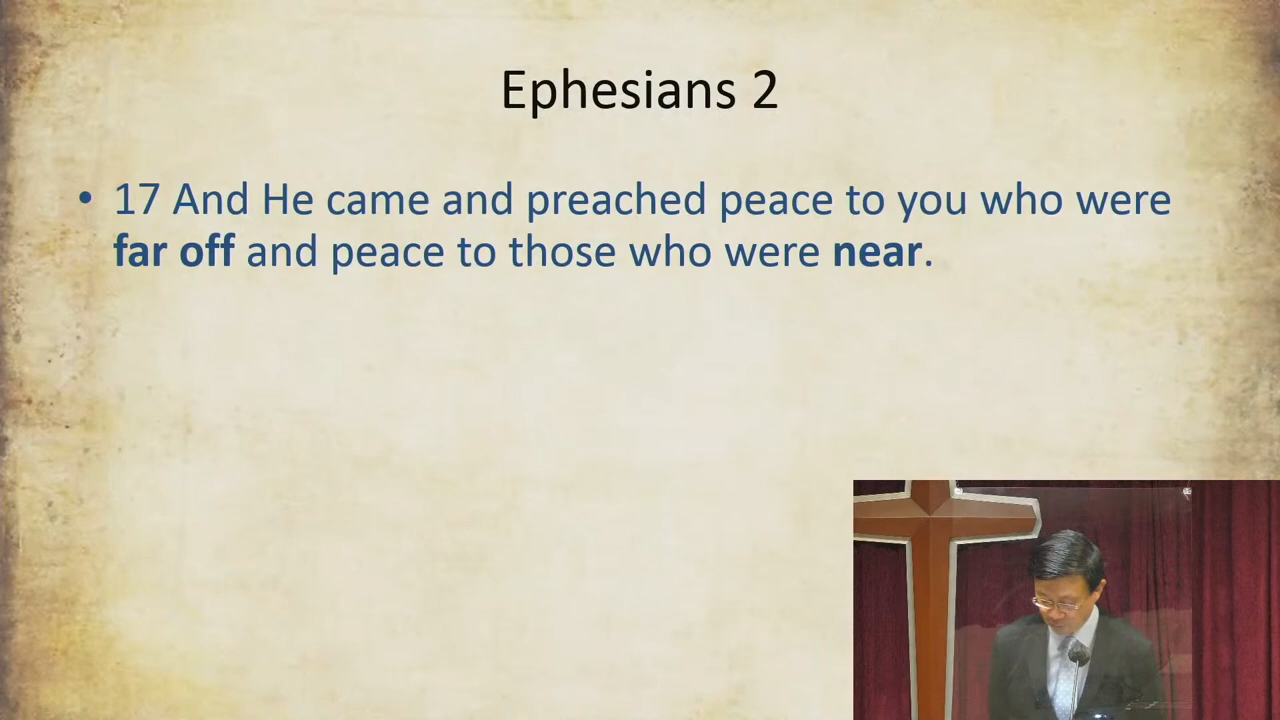 Ephesians 2
• 17 And He came and preached peace to you who were
far off and peace to those who were near.